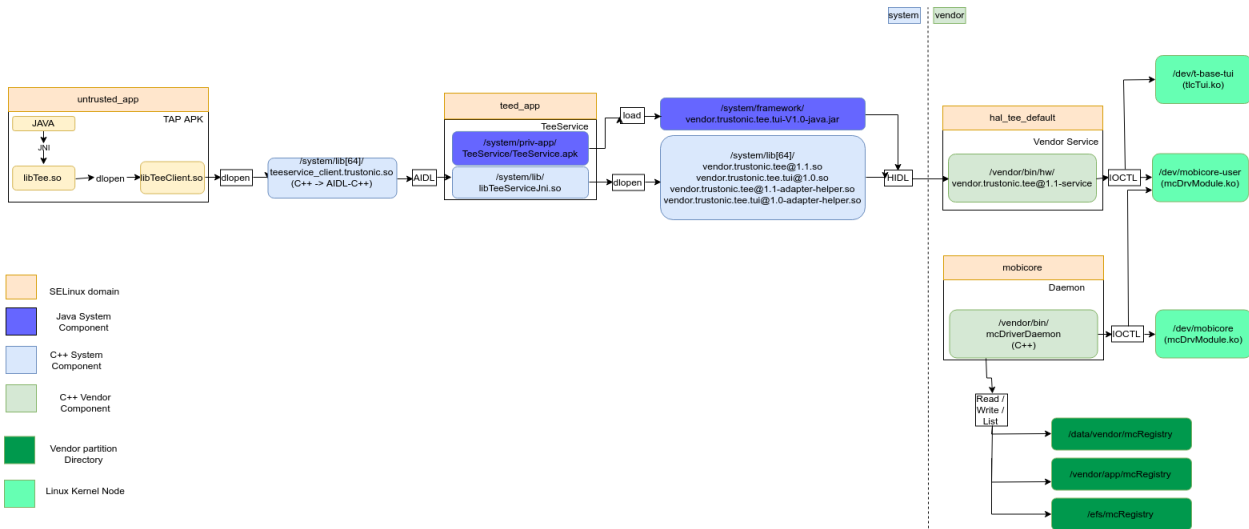 system
vendor
untrusted_app
TAP APK
JAVA
JNI
libTee.so
dlopen
libTeeClient.so
dlopen
/system/lib[64]/
teeservice_client.trustonic.so
(C++ -> AIDL-C++)
AIDL
teed_app
TeeService
/system/priv-app/
TeeService/TeeService.apk
/system/lib/
libTeeServiceJni.so
load
dlopen
/system/framework/
vendor.trustonic.tee.tui-V1.0-java.jar
/system/lib[64]/
vendor.trustonic.tee@1.1.so
vendor.trustonic.tee.tui@1.0.so
vendor.trustonic.tee@1.1-adapter-helper.so
vendor.trustonic.tee.tui@1.0-adapter-helper.so
HIDL
hal_tee_default
Vendor Service
/vendor/bin/hw/
vendor.trustonic.tee@1.1-service
IOCTL
/dev/t-base-tui
(tlcTui.ko)
/dev/mobicore-user
(mcDrvModule.ko)
mobicore
Daemon
/vendor/bin/
mcDriverDaemon
(C++)
IOCTL
/dev/mobicore
(mcDrvModule.ko)
Read /
Write /
List
/data/vendor/mcRegistry
/vendor/app/mcRegistry
/efs/mcRegistry
SELinux domain
Java System
Component
C++ System
Component
C++ Vendor
Component
Vendor partition
Directory
Linux Kernel Node